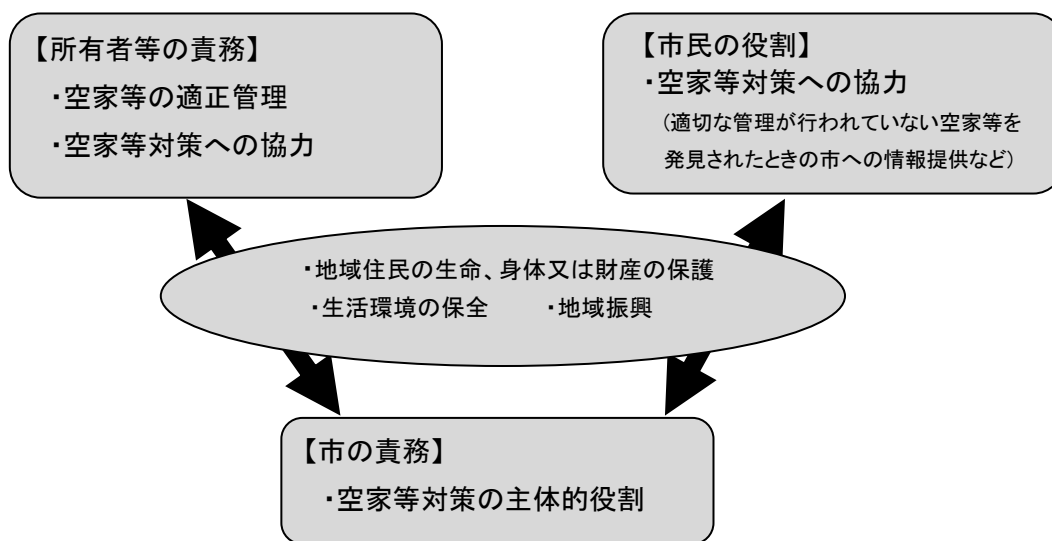 【所有者等の責務】
・空家等の適正管理
・空家等対策への協力
【市民の役割】
・空家等対策への協力
（適切な管理が行われていない空家等を
発見されたときの市への情報提供など）
・地域住民の生命、身体又は財産の保護
・生活環境の保全　　・地域振興
【市の責務】
・空家等対策の主体的役割